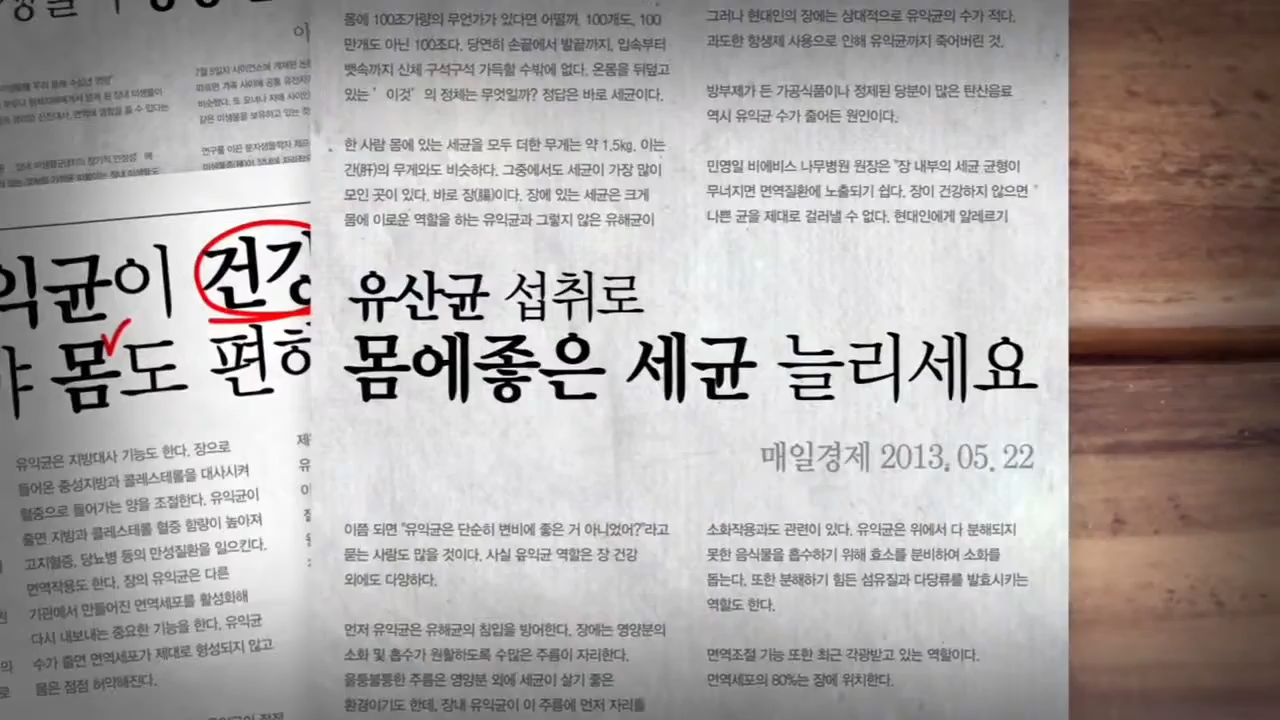 몸에 100조가량의 무언가가 있다면 어떨까. 100개도, 100
만개도 아닌 100조다. 당연히 손끝에서 발끝까지, 입속부터
뱃속까지 신체 구석구석 가득할 수밖에 없다. 온몸을 뒤덮고
있는 '이것'의 정체는 무엇일까? 정답은 바로 세균이다.
한 사람 몸에 있는 세균을 모두 더한 무게는 약 1.5kg. 이는
간(肝)의 무게와도 비슷하다. 그중에서도 세균이 가장 많이
모인 곳이 있다. 바로 장(腸)이다. 장에 있는 세균은 크게
몸에 이로운 역할을 하는 유익균과 그렇지 않은 유해균이
그러나 현대인의 장에는 상대적으로 유익균의 수가 적다.
과도한 항생제 사용으로 인해 유익균까지 죽어버린 것.
방부제가 든 가공식품이나 정제된 당분이 많은 탄산음료
역시 유익균 수가 줄어든 원인이다.
민영일 비에비스 나무병원 원장은 "장 내부의 세균 균형이
무너지면 면역질환에 노출되기 쉽다. 장이 건강하지 않으면
나쁜 균을 제대로 걸러낼 수 없다. 현대인에게 알레르기
유산균 섭취로
몸에좋은 세균 늘리세요
매일경제 2013. 05. 22
이쯤 되면 "유익균은 단순히 변비에 좋은 거 아니었어?"라고
묻는 사람도 많을 것이다. 사실 유익균 역할은 장 건강
외에도 다양하다.
먼저 유익균은 유해균의 침입을 방어한다. 장에는 영양분의
소화 및 흡수가 원활하도록 수많은 주름이 자리한다.
울퉁불퉁한 주름은 영양분 외에 세균이 살기 좋은
환경이기도 한데, 장내 유익균이 이 주름에 먼저 자리를
소화작용과도 관련이 있다. 유익균은 위에서 다 분해되지
못한 음식물을 흡수하기 위해 효소를 분비하여 소화를
돕는다. 또한 분해하기 힘든 섬유질과 다당류를 발효시키는
역할도 한다.
면역조절 기능 또한 최근 각광받고 있는 역할이다.
면역세포의 80%는 장에 위치한다.
익균이 건강
야 몸도 편하
유익균은 지방대사 기능도 한다. 장으로
들어온 중성지방과 콜레스테롤을 대사시켜
혈중으로 들어가는 양을 조절한다. 유익균이
줄면 지방과 콜레스테롤 혈중 함량이 높아져
고지혈증, 당뇨병 등의 만성질환을 일으킨다.
면역작용도 한다. 장의 유익균은 다른
기관에서 만들어진 면역세포를 활성화해
다시 내보내는 중요한 기능을 한다. 유익균
수가 줄면 면역세포가 제대로 형성되지 않고
몸은 점점 허약해진다.